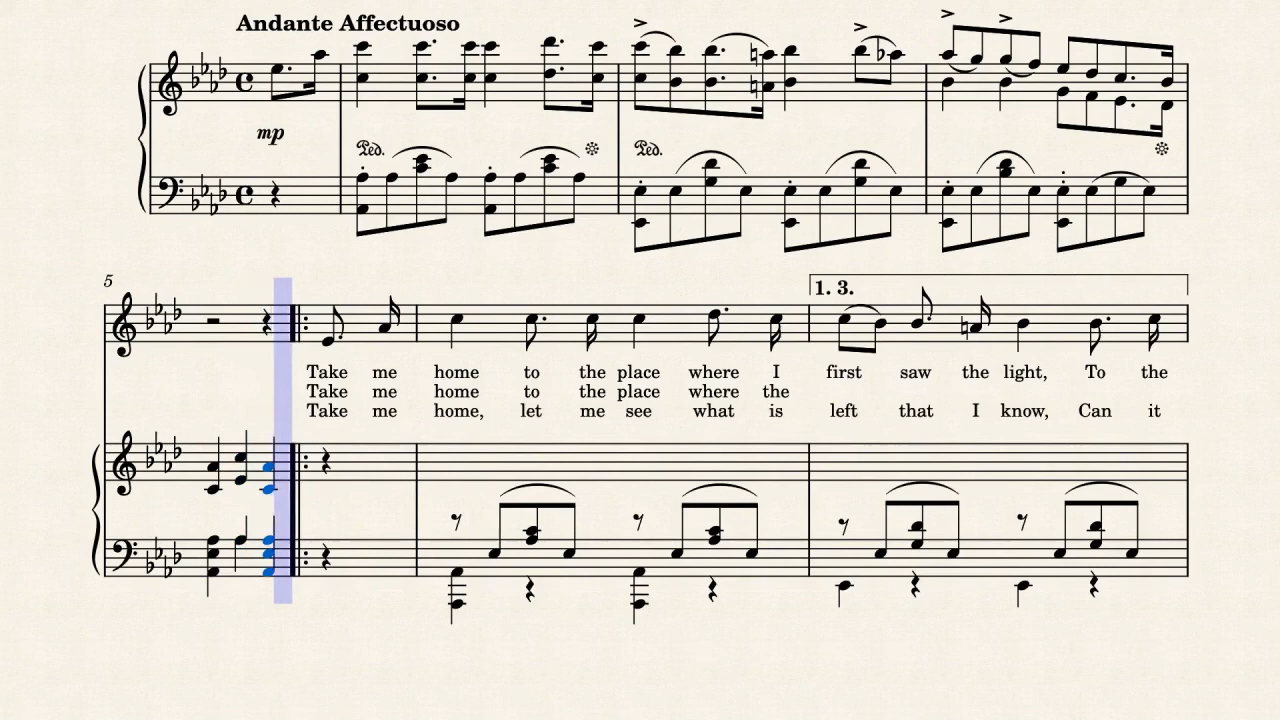 Andante Affectuoso
mp
5
1. 3.
Take me home to the place where I first saw the light, To the
Take me home to the place where the
Take me home, let me see what is left that I know, Can it